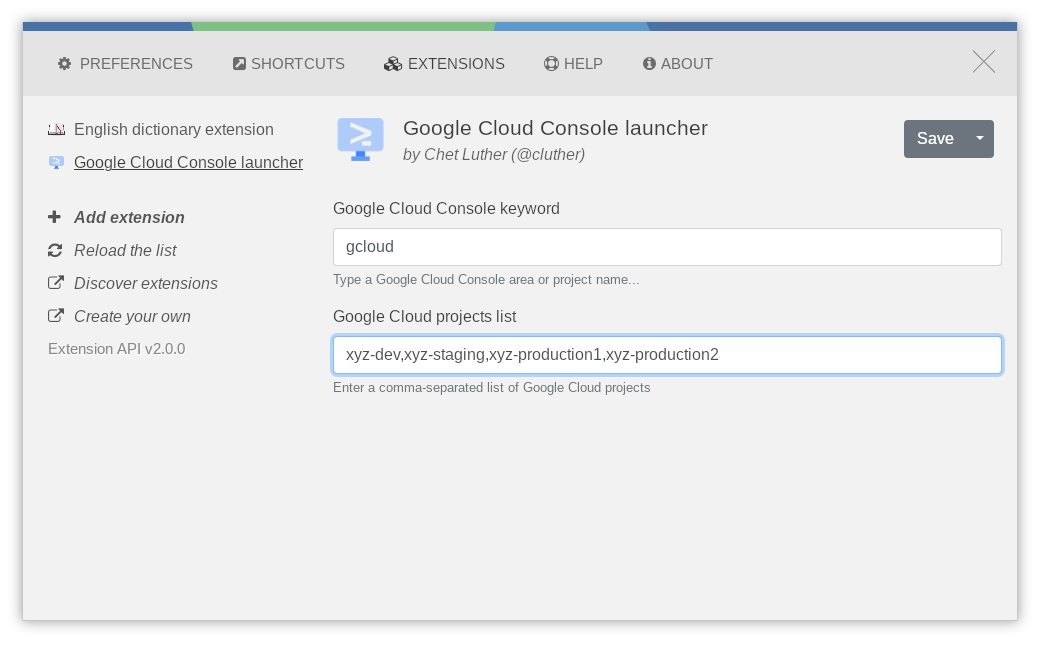 PREFERENCES SHORTCUTS EXTENSIONS HELP ABOUT
English dictionary extension
Google Cloud Console launcher
Add extension
Reload the list
Discover extensions
Create your own
Extension API v2.0.0
Google Cloud Console launcher
by Chet Luther (@cluther)
Save
Google Cloud Console keyword
gcloud
Type a Google Cloud Console area or project name...
Google Cloud projects list
xyz-dev,xyz-staging,xyz-production1,xyz-production2
Enter a comma-separated list of Google Cloud projects